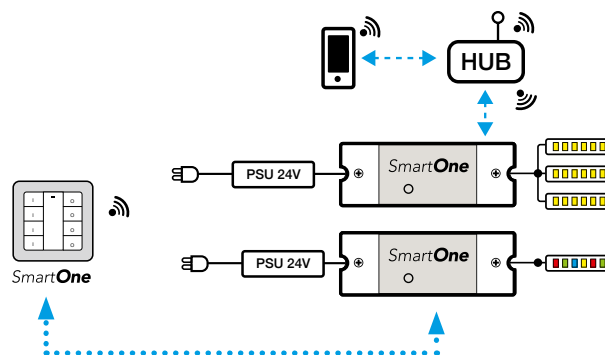 HUB
PSU 24V
SmartOne
I O
I O
I O
I O
SmartOne
PSU 24V
SmartOne